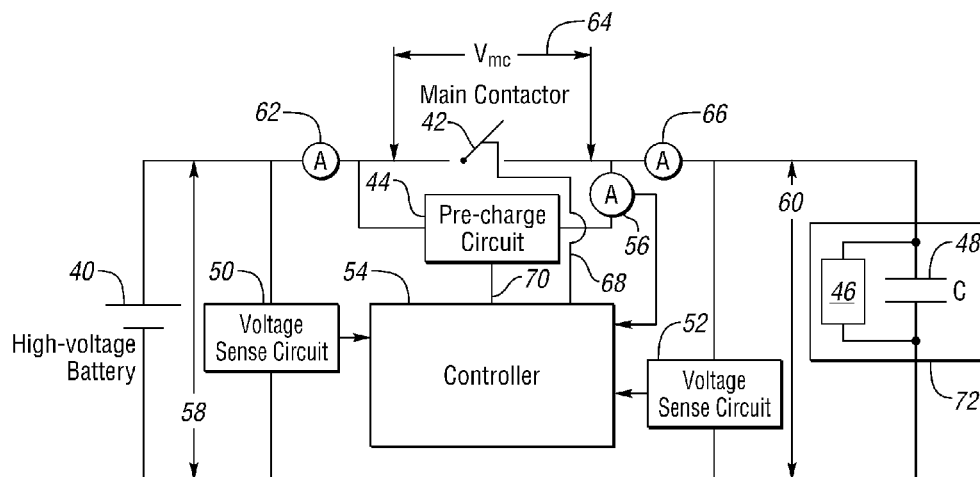 64
V_mc
Main Contactor
62
42
66
A
A
44
A
60
Pre-charge
Circuit
56
48
40
50
54
70
68
46
C
52
High-voltage
Battery
Voltage
Sense Circuit
Controller
Voltage
Sense Circuit
58
72